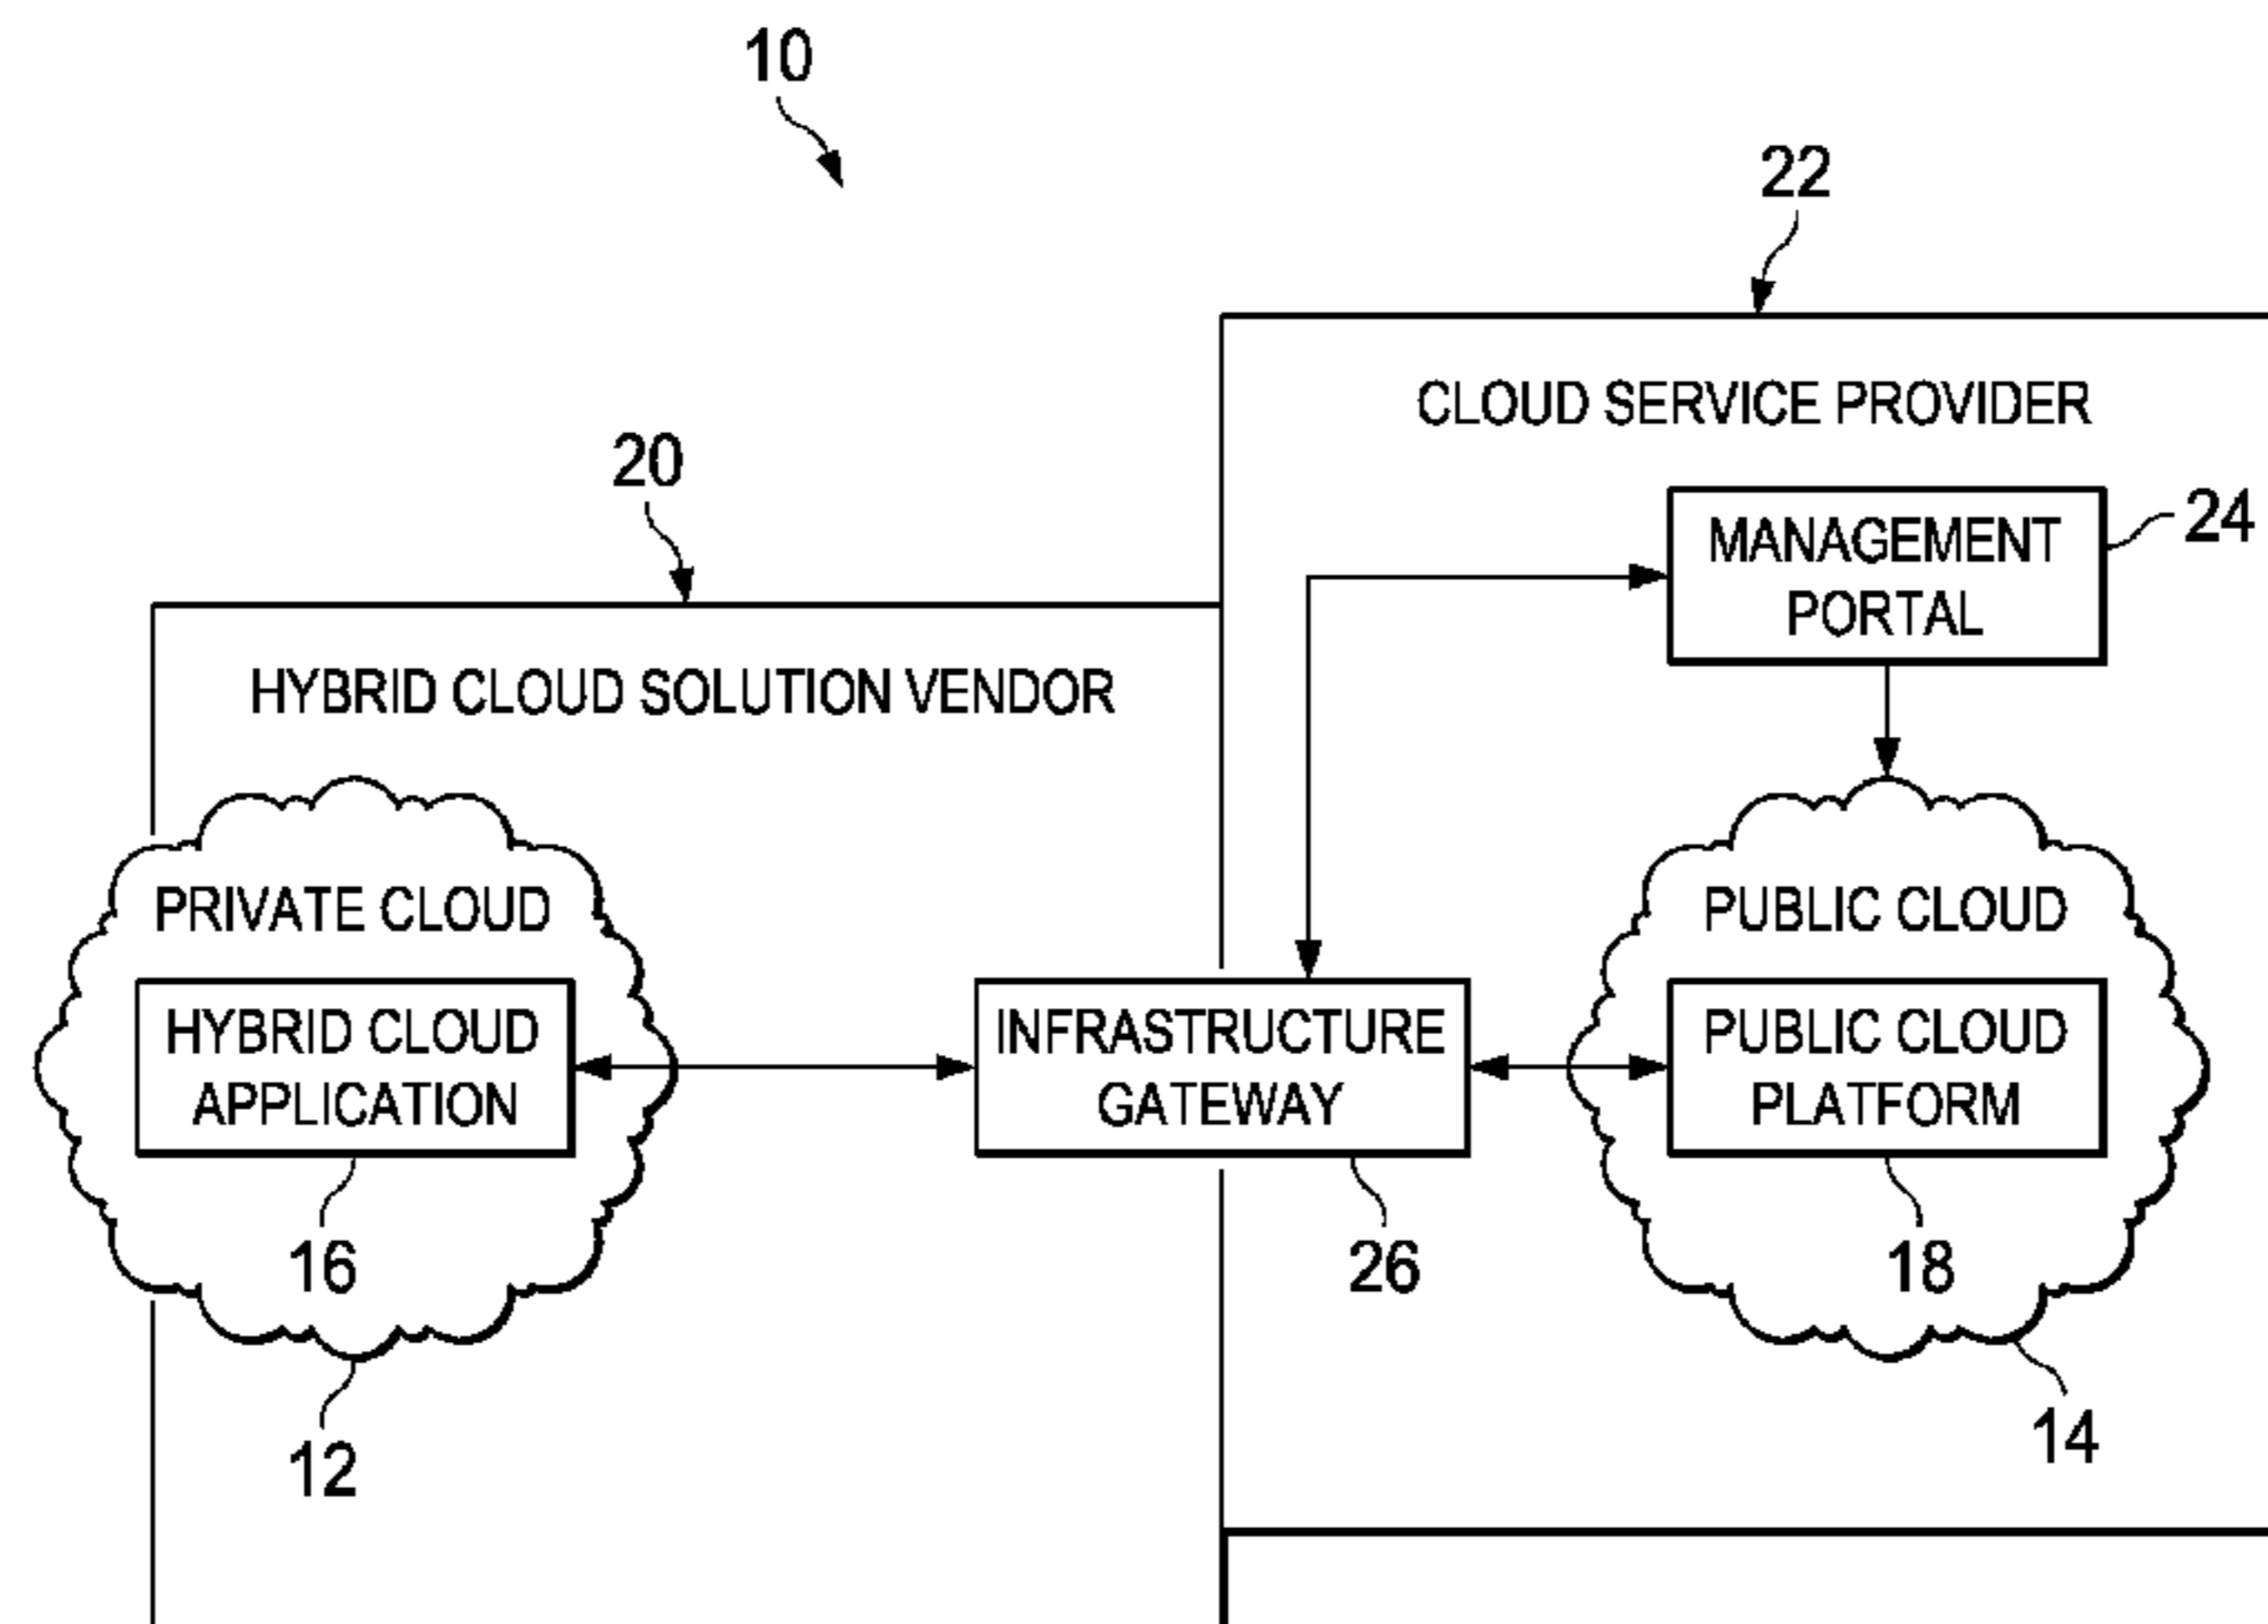 10
22
CLOUD SERVICE PROVIDER
20
MANAGEMENT
PORTAL
24
HYBRID CLOUD SOLUTION VENDOR
PRIVATE CLOUD
PUBLIC CLOUD
HYBRID CLOUD
APPLICATION
INFRASTRUCTURE
GATEWAY
PUBLIC CLOUD
PLATFORM
16
26
18
12
14